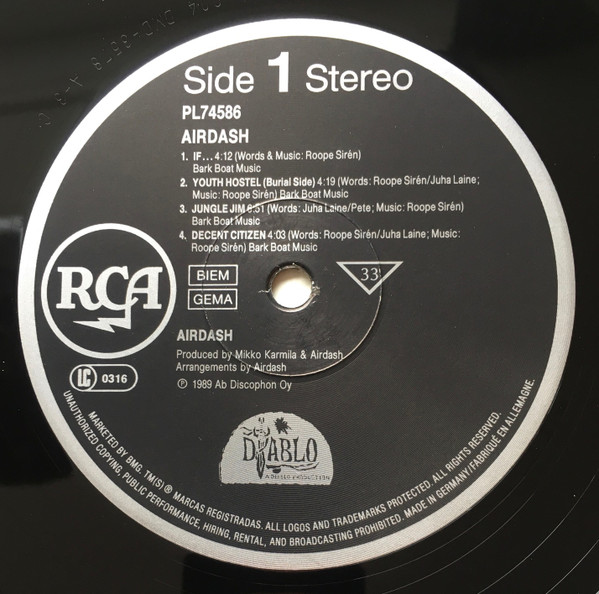 Side 1 Stereo
PL74586
AIRDASH
1. IF... 4:12 (Words & Music: Roope Sirén)
Bark Boat Music
2. YOUTH HOSTEL (Burial Side) 4:19 (Words: Roope Sirén/Juha Laine;
Music: Roope Sirén) Bark Boat Music
3. JUNGLE JIM 6:51 (Words: Juha Laine/Pete; Music: Roope Sirén)
Bark Boat Music
4. DECENT CITIZEN 4:03 (Words: Roope Sirén/Juha Laine; Music:
Roope Sirén) Bark Boat Music
RCA
BIEM
GEMA
33
LC 0316
AIRDASH
Produced by Mikko Karmila & Airdash
Arrangements by Airdash
℗ 1989 Ab Discophon Oy
DIABLO
MARKETED BY BMG. TM(S) ® MARCAS REGISTRADAS. ALL LOGOS AND TRADEMARKS PROTECTED. ALL RIGHTS RESERVED.
UNAUTHORIZED COPYING, PUBLIC PERFORMANCE, HIRING, RENTAL, AND BROADCASTING PROHIBITED. MADE IN GERMANY/FABRIQUÉ EN ALLEMAGNE.